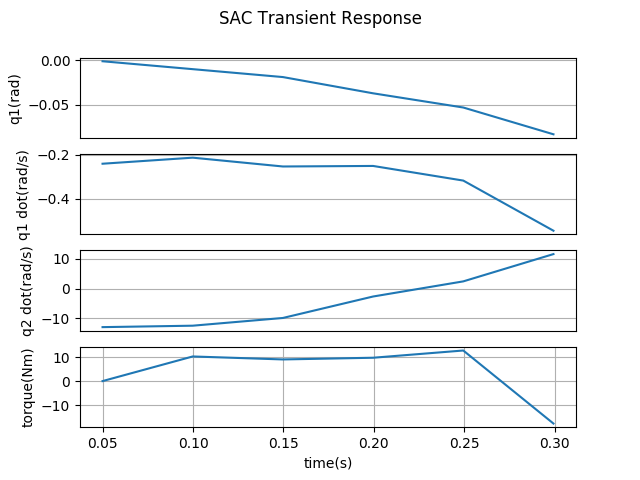 SAC Transient Response
q1(rad)
0.00
−0.05
q1 dot(rad/s)
−0.2
−0.4
q2 dot(rad/s)
10
0
−10
torque(Nm)
10
0
−10
0.05 0.10 0.15 0.20 0.25 0.30
time(s)